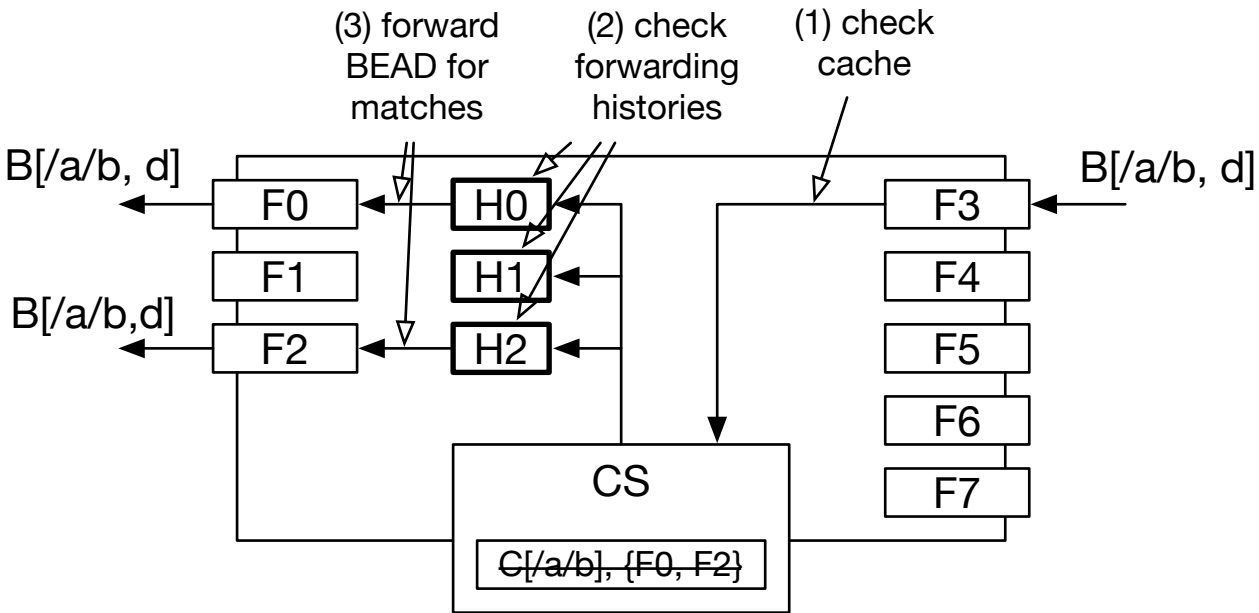 (3) forward
BEAD for
matches
(2) check
forwarding
histories
(1) check
cache
B[/a/b, d]
B[/a/b, d]
F0
H0
F3
F1
H1
F4
B[/a/b,d]
F2
H2
F5
F6
CS
F7
C[/a/b], {F0, F2}